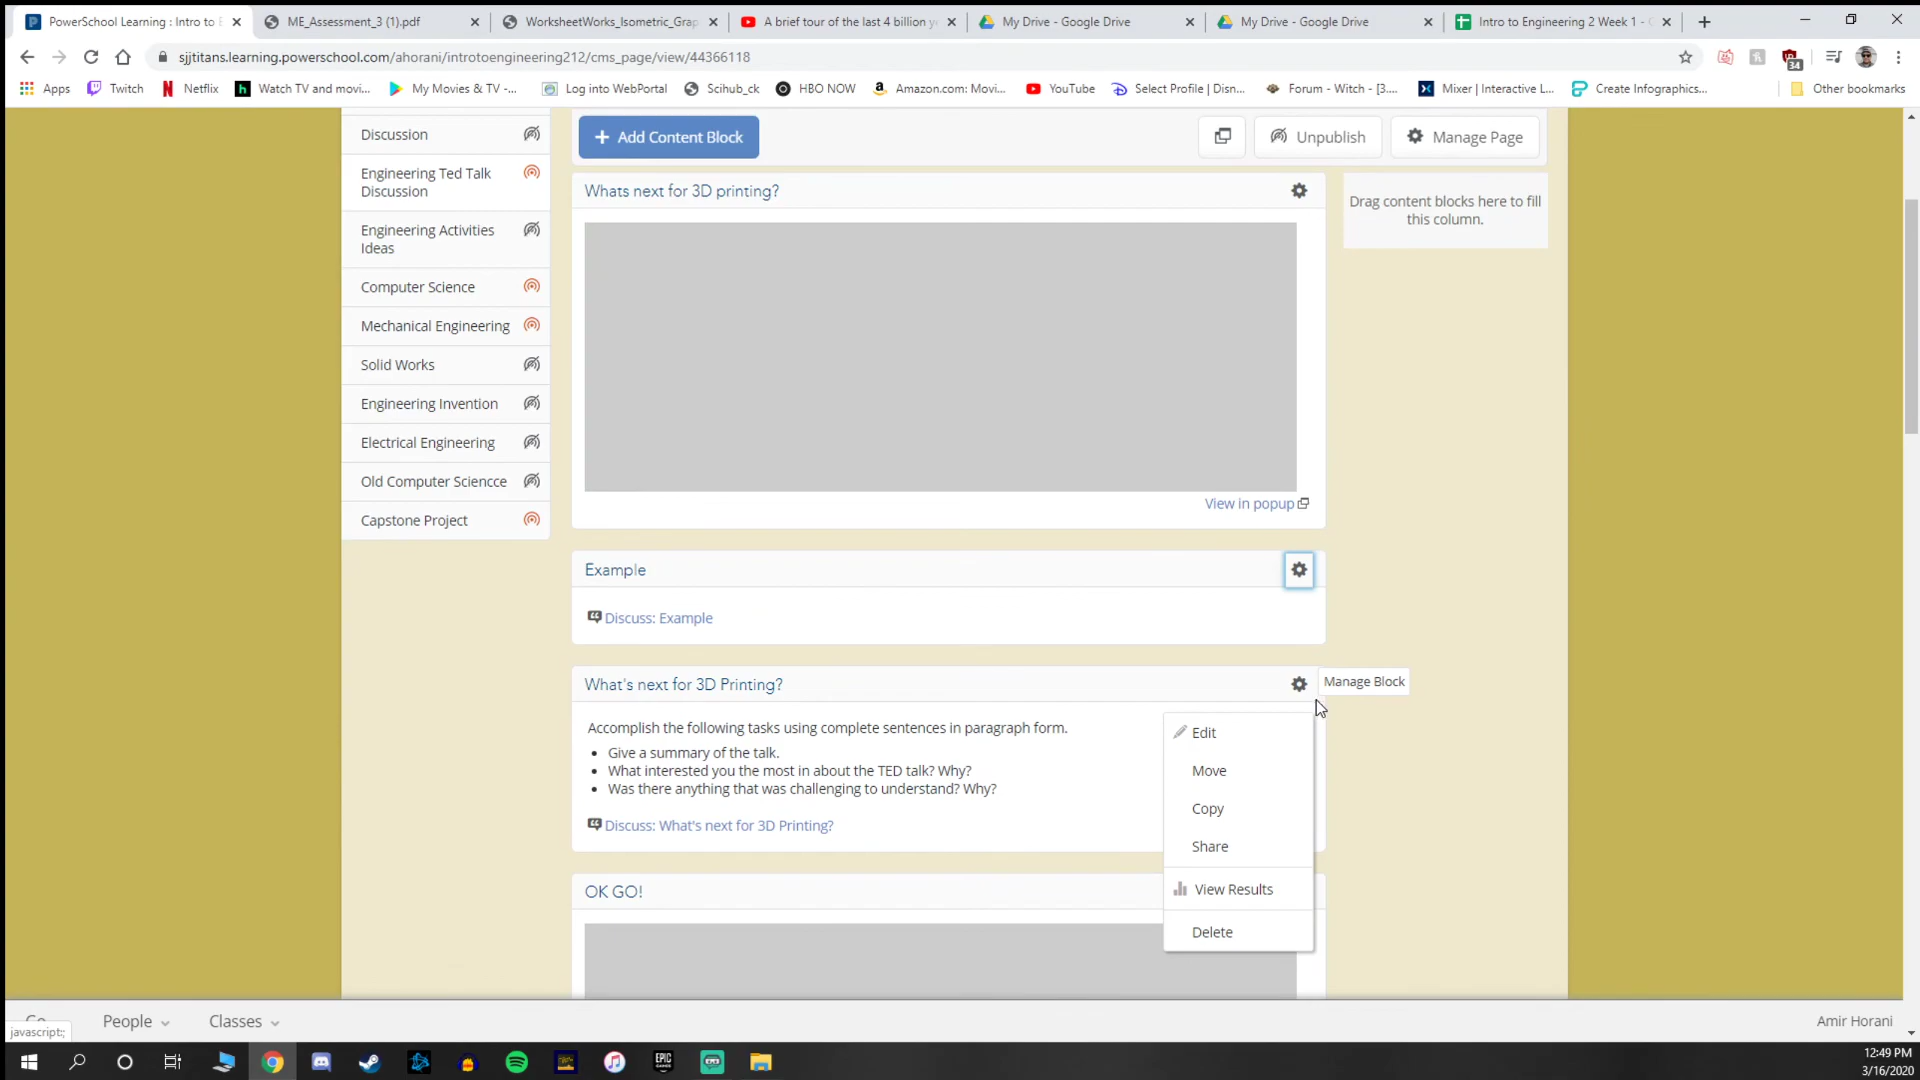 PowerSchool Learning : Intro to E
ME_Assessment_3 (1).pdf
WorksheetWorks_Isometric_Grap
A brief tour of the last 4 billion ye
My Drive - Google Drive
My Drive - Google Drive
Intro to Engineering 2 Week 1 - G
sjjtitans.learning.powerschool.com/ahorani/introtoengineering212/cms_page/view/44366118
34
Apps
Twitch
Netflix
Watch TV and movi...
My Movies & TV -...
Log into WebPortal
Scihub_ck
HBO NOW
Amazon.com: Movi...
YouTube
Select Profile | Disn...
Forum - Witch - [3....
Mixer | Interactive L...
Create Infographics...
Other bookmarks
Discussion
Engineering Ted Talk
Discussion
Engineering Activities
Ideas
Computer Science
Mechanical Engineering
Solid Works
Engineering Invention
Electrical Engineering
Old Computer Sciencce
Capstone Project
+ Add Content Block
Unpublish
Manage Page
Whats next for 3D printing?
Drag content blocks here to fill
this column.
View in popup
Example
Discuss: Example
What's next for 3D Printing?
Manage Block
Accomplish the following tasks using complete sentences in paragraph form.
• Give a summary of the talk.
• What interested you the most in about the TED talk? Why?
• Was there anything that was challenging to understand? Why?
Discuss: What's next for 3D Printing?
Edit
Move
Copy
Share
View Results
Delete
OK GO!
Go
People
Classes
Amir Horani
javascript:;
EPIC
GAMES
12:49 PM
3/16/2020